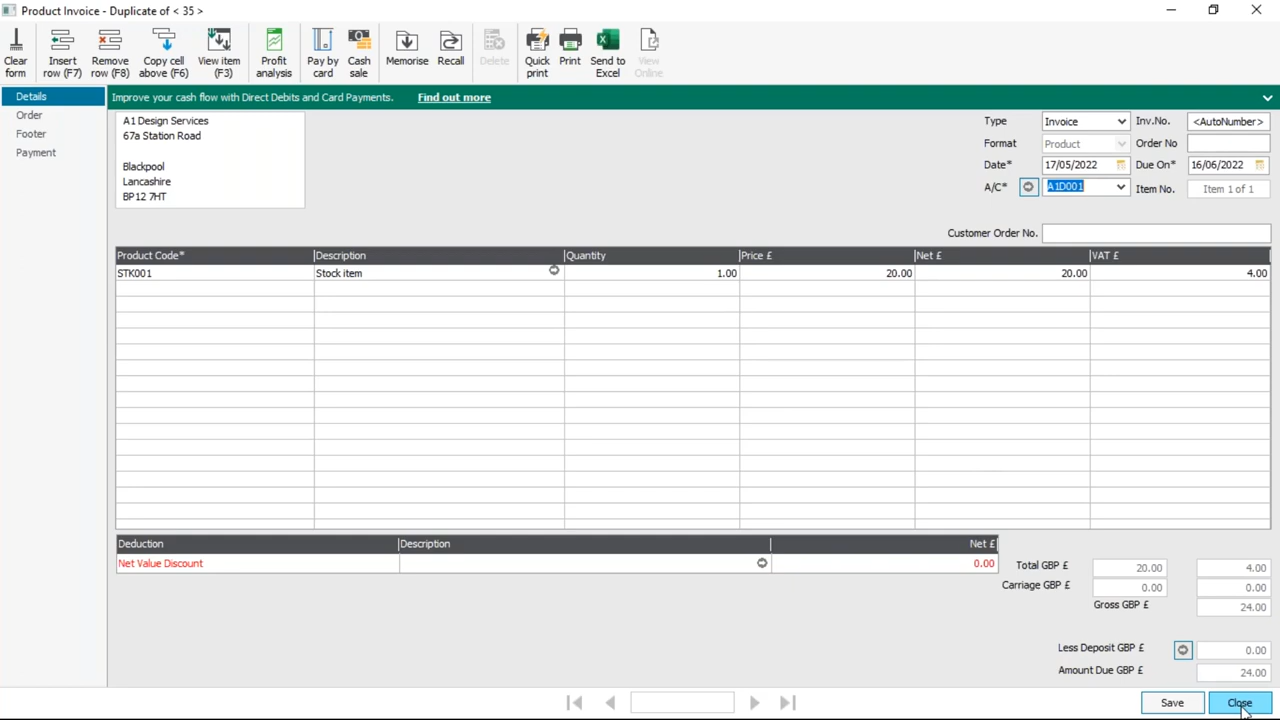 Product Invoice - Duplicate of < 35 >
Clear form
Insert row (F7)
Remove row (F8)
Copy cell above (F6)
View item (F3)
Profit analysis
Pay by card
Cash sale
Memorise
Recall
Delete
Quick print
Print
Send to Excel
View Online
Details
Order
Footer
Payment
Improve your cash flow with Direct Debits and Card Payments. Find out more
A1 Design Services
67a Station Road
Blackpool
Lancashire
BP12 7HT
Type Invoice Inv.No. <AutoNumber>
Format Product Order No
Date* 17/05/2022 Due On* 16/06/2022
A/C* A1D001 Item No. Item 1 of 1
Customer Order No.
Product Code* Description Quantity Price £ Net £ VAT £
STK001 Stock item 1.00 20.00 20.00 4.00
Deduction Description Net £
Net Value Discount 0.00
Total GBP £ 20.00 4.00
Carriage GBP £ 0.00 0.00
Gross GBP £ 24.00
Less Deposit GBP £ 0.00
Amount Due GBP £ 24.00
Save Close